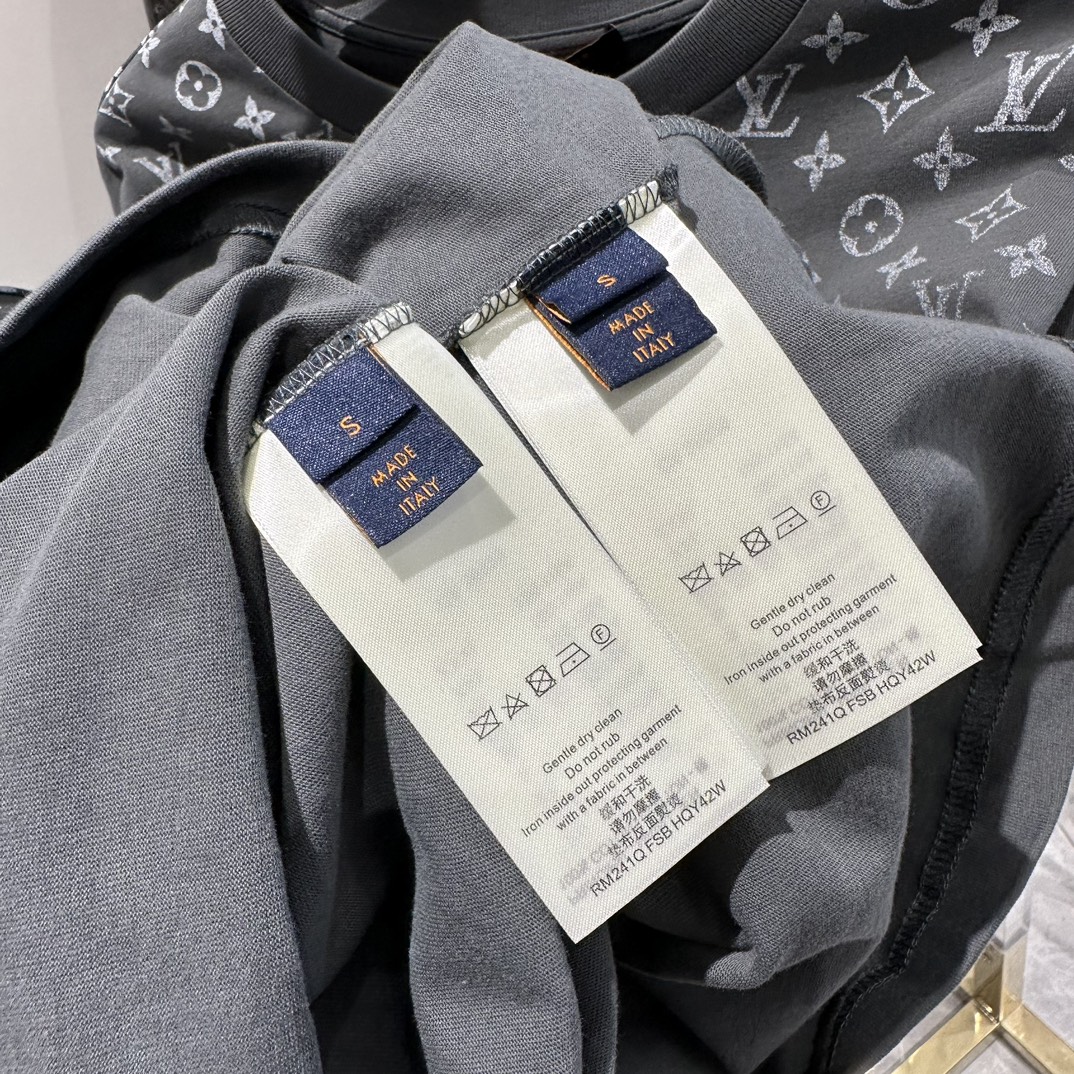 S
MADE
IN
ITALY
Gentle dry clean
Do not rub
Iron inside out protecting garment
with a fabric in between
缓和干洗
请勿摩擦
垫布反面熨烫
RM241Q FSB HQY42W
S
MADE
IN
ITALY
F
Gentle dry clean
Do not rub
Iron inside out protecting garment
with a fabric in between
缓和干洗
请勿摩擦
垫布反面熨烫
RM241Q FSB HQY42W
F
LV
LV
LV